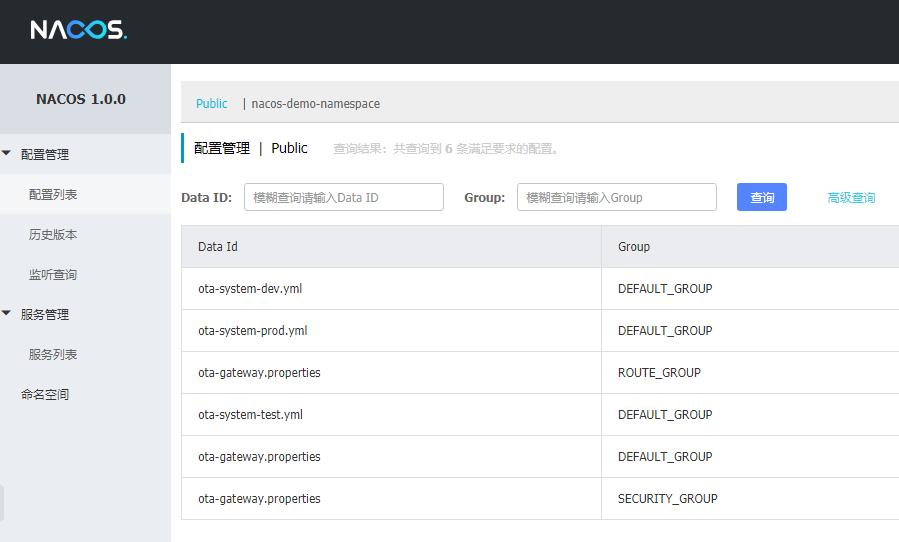 NACOS.
NACOS 1.0.0
配置管理
配置列表
历史版本
监听查询
服务管理
服务列表
命名空间
Public | nacos-demo-namespace
配置管理 | Public 查询结果：共查询到 6 条满足要求的配置。
Data ID: 模糊查询请输入Data ID Group: 模糊查询请输入Group 查询 高级查询
Data Id Group
ota-system-dev.yml DEFAULT_GROUP
ota-system-prod.yml DEFAULT_GROUP
ota-gateway.properties ROUTE_GROUP
ota-system-test.yml DEFAULT_GROUP
ota-gateway.properties DEFAULT_GROUP
ota-gateway.properties SECURITY_GROUP